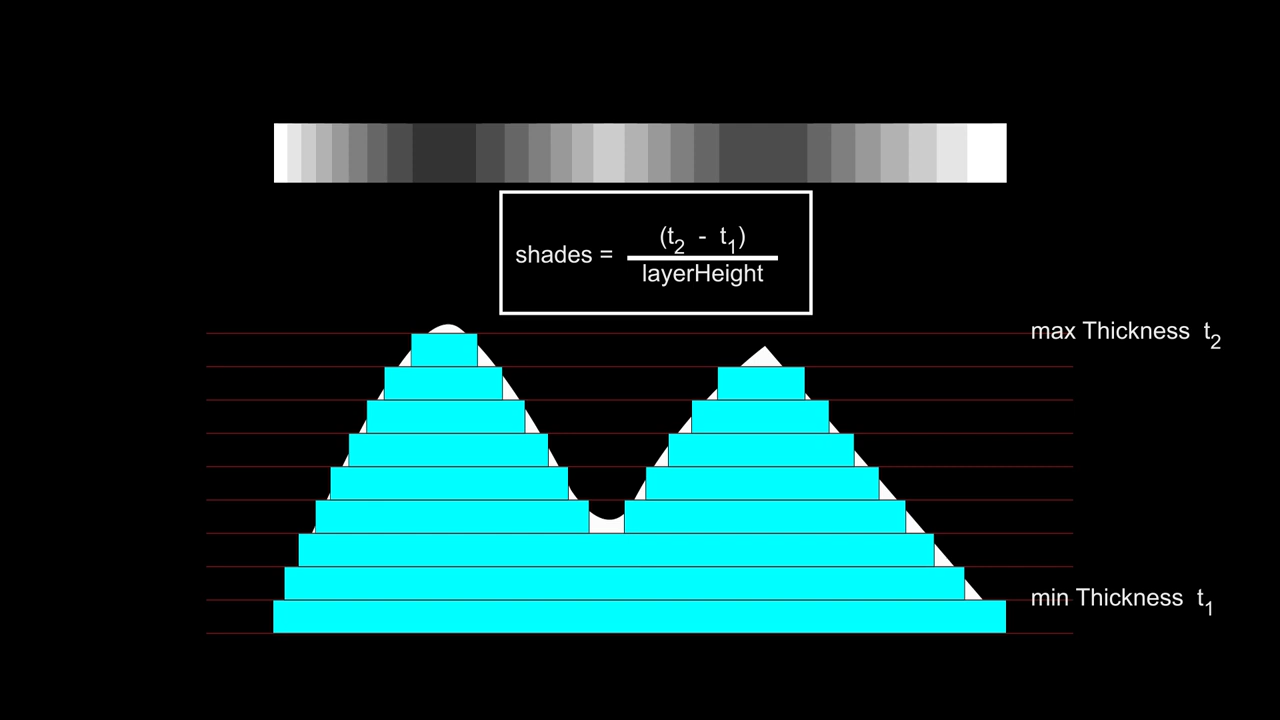 shades = (t₂ - t₁)
layerHeight
max Thickness t₂
min Thickness t₁